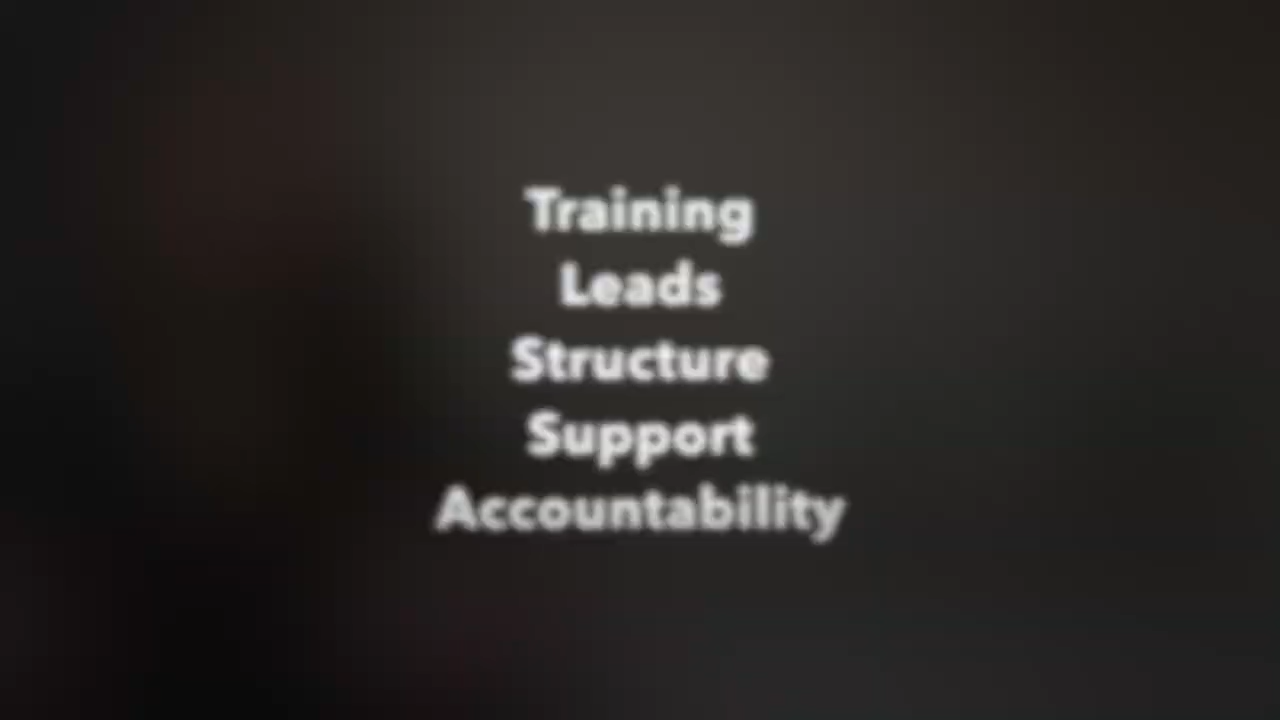 Training
Leads
Structure
Support
Accountability